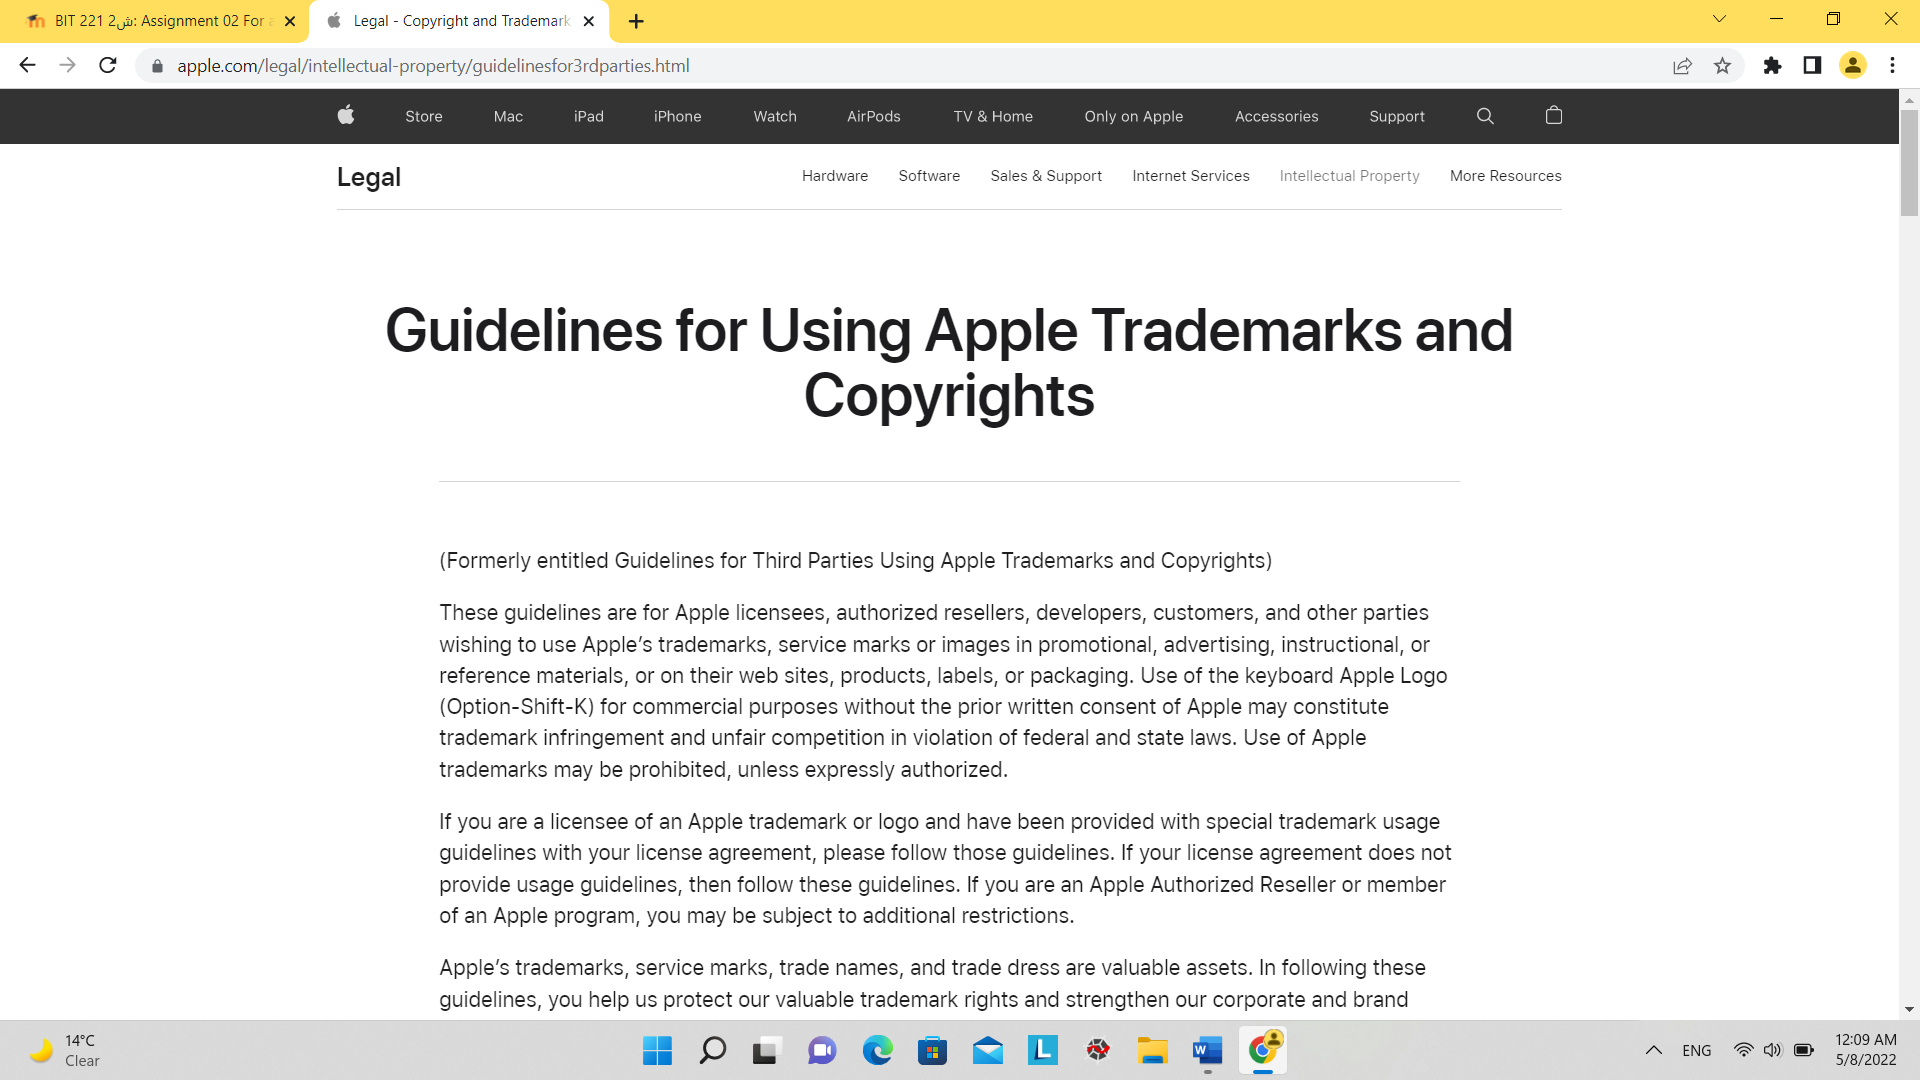 BIT 221 ش2: Assignment 02 For a
Legal - Copyright and Trademark
apple.com/legal/intellectual-property/guidelinesfor3rdparties.html
Store Mac iPad iPhone Watch AirPods TV & Home Only on Apple Accessories Support
Legal Hardware Software Sales & Support Internet Services Intellectual Property More Resources
Guidelines for Using Apple Trademarks and
Copyrights
(Formerly entitled Guidelines for Third Parties Using Apple Trademarks and Copyrights)
These guidelines are for Apple licensees, authorized resellers, developers, customers, and other parties
wishing to use Apple’s trademarks, service marks or images in promotional, advertising, instructional, or
reference materials, or on their web sites, products, labels, or packaging. Use of the keyboard Apple Logo
(Option-Shift-K) for commercial purposes without the prior written consent of Apple may constitute
trademark infringement and unfair competition in violation of federal and state laws. Use of Apple
trademarks may be prohibited, unless expressly authorized.
If you are a licensee of an Apple trademark or logo and have been provided with special trademark usage
guidelines with your license agreement, please follow those guidelines. If your license agreement does not
provide usage guidelines, then follow these guidelines. If you are an Apple Authorized Reseller or member
of an Apple program, you may be subject to additional restrictions.
Apple’s trademarks, service marks, trade names, and trade dress are valuable assets. In following these
guidelines, you help us protect our valuable trademark rights and strengthen our corporate and brand
14°C
Clear
L
W
ENG
12:09 AM
5/8/2022